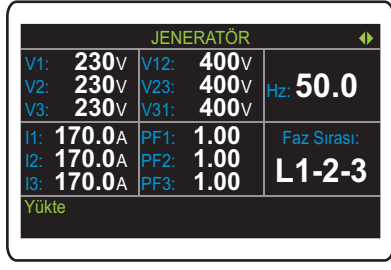 JENERATÖR
V1: 230V V12: 400V
V2: 230V V23: 400V Hz: 50.0
V3: 230V V31: 400V
I1: 170.0A PF1: 1.00 Faz Sırası:
I2: 170.0A PF2: 1.00 L1-2-3
I3: 170.0A PF3: 1.00
Yükte